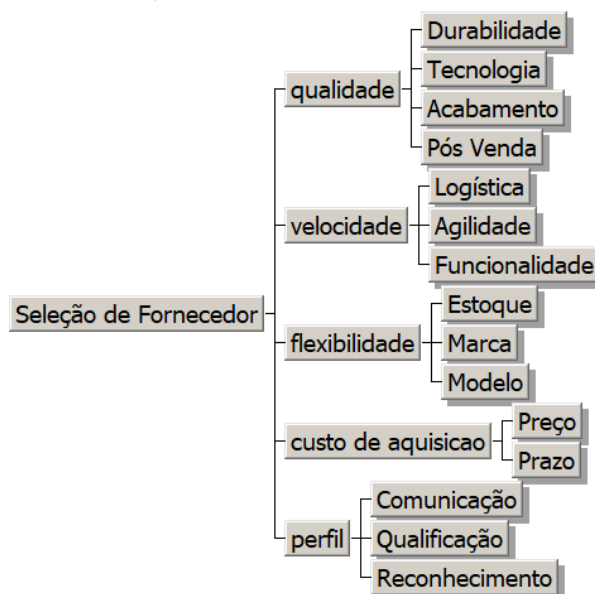 Seleção de Fornecedor
qualidade
Durabilidade
Tecnologia
Acabamento
Pós Venda
velocidade
Logística
Agilidade
Funcionalidade
flexibilidade
Estoque
Marca
Modelo
custo de aquisicao
Preço
Prazo
perfil
Comunicação
Qualificação
Reconhecimento